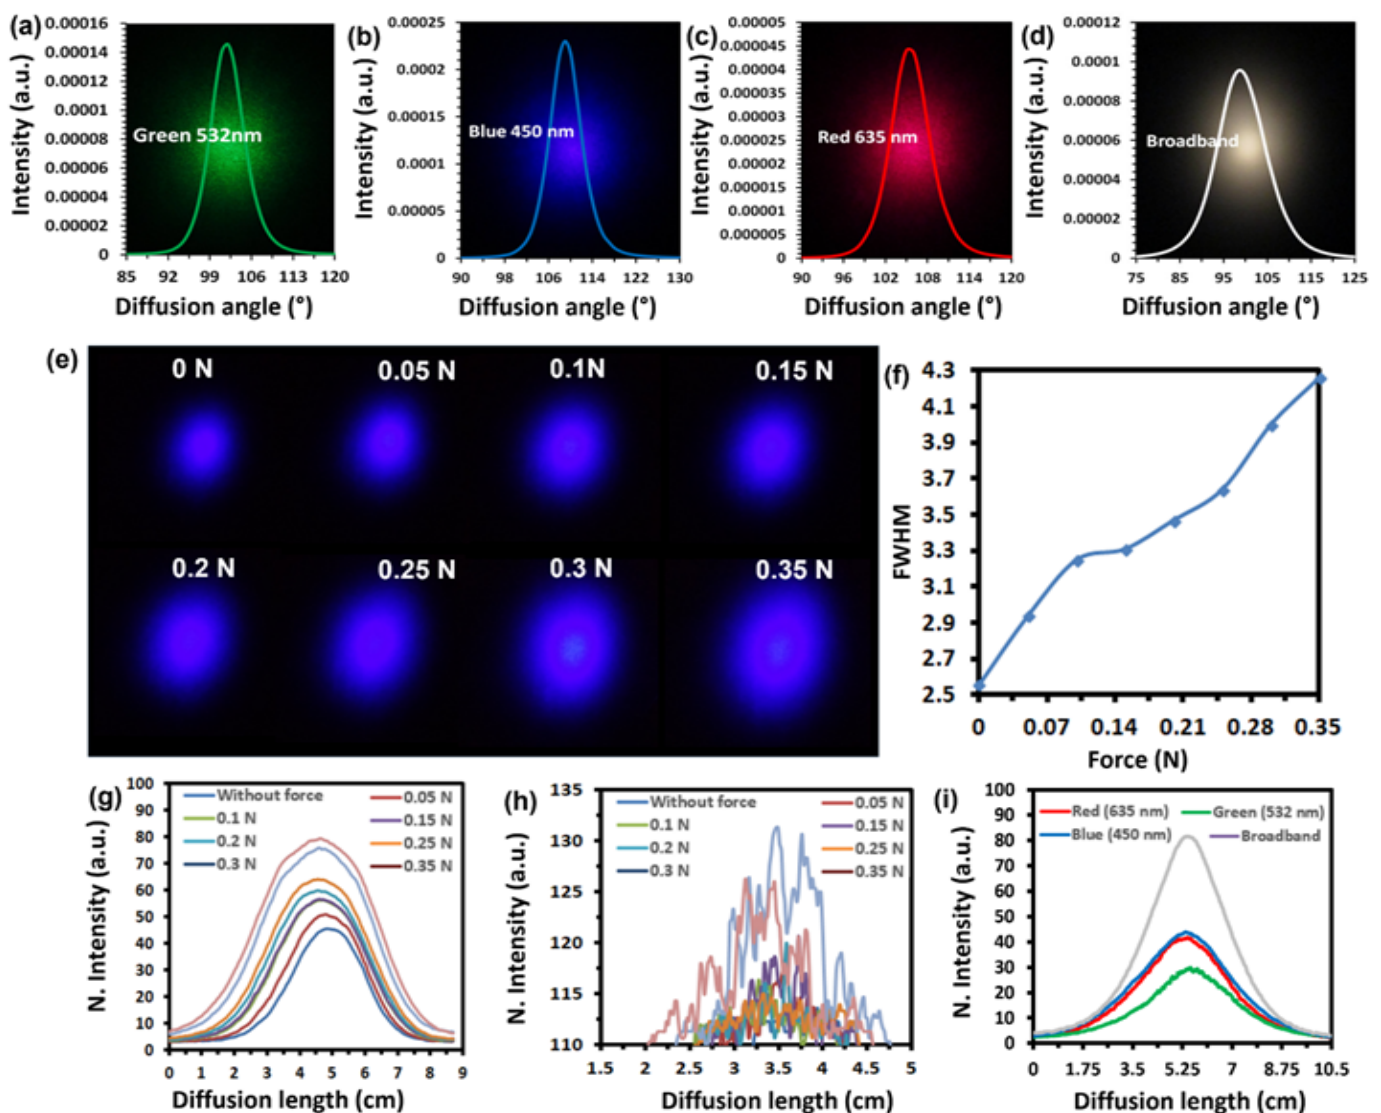 (a)
Intensity (a.u.)
0.00016
0.00014
0.00012
0.0001
0.00008
0.00006
0.00004
0.00002
0
Green 532nm
85 92 99 106 113 120
Diffusion angle (°)
(b)
Intensity (a.u.)
0.00025
0.0002
0.00015
0.0001
0.00005
0
Blue 450 nm
90 98 106 114 122 130
Diffusion angle (°)
(c)
Intensity (a.u.)
0.00005
0.000045
0.00004
0.000035
0.00003
0.000025
0.00002
0.000015
0.00001
0.000005
0
Red 635 nm
90 96 102 108 114 120
Diffusion angle (°)
(d)
Intensity (a.u.)
0.00012
0.0001
0.00008
0.00006
0.00004
0.00002
0
Broadband
75 85 95 105 115 125
Diffusion angle (°)
(e)
0 N 0.05 N 0.1N 0.15 N
0.2 N 0.25 N 0.3 N 0.35 N
(f)
FWHM
4.3
4.1
3.9
3.7
3.5
3.3
3.1
2.9
2.7
2.5
0 0.07 0.14 0.21 0.28 0.35
Force (N)
(g)
N. Intensity (a.u.)
100
90
80
70
60
50
40
30
20
10
0
Without force 0.05 N
0.1 N 0.15 N
0.2 N 0.25 N
0.3 N 0.35 N
0 1 2 3 4 5 6 7 8 9
Diffusion length (cm)
(h)
N. Intensity (a.u.)
135
130
125
120
115
110
Without force 0.05 N
0.1 N 0.15 N
0.2 N 0.25 N
0.3 N 0.35 N
1.5 2 2.5 3 3.5 4 4.5 5
Diffusion length (cm)
(i)
N. Intensity (a.u.)
100
90
80
70
60
50
40
30
20
10
0
Red (635 nm) Green (532 nm)
Blue (450 nm) Broadband
0 1.75 3.5 5.25 7 8.75 10.5
Diffusion length (cm)